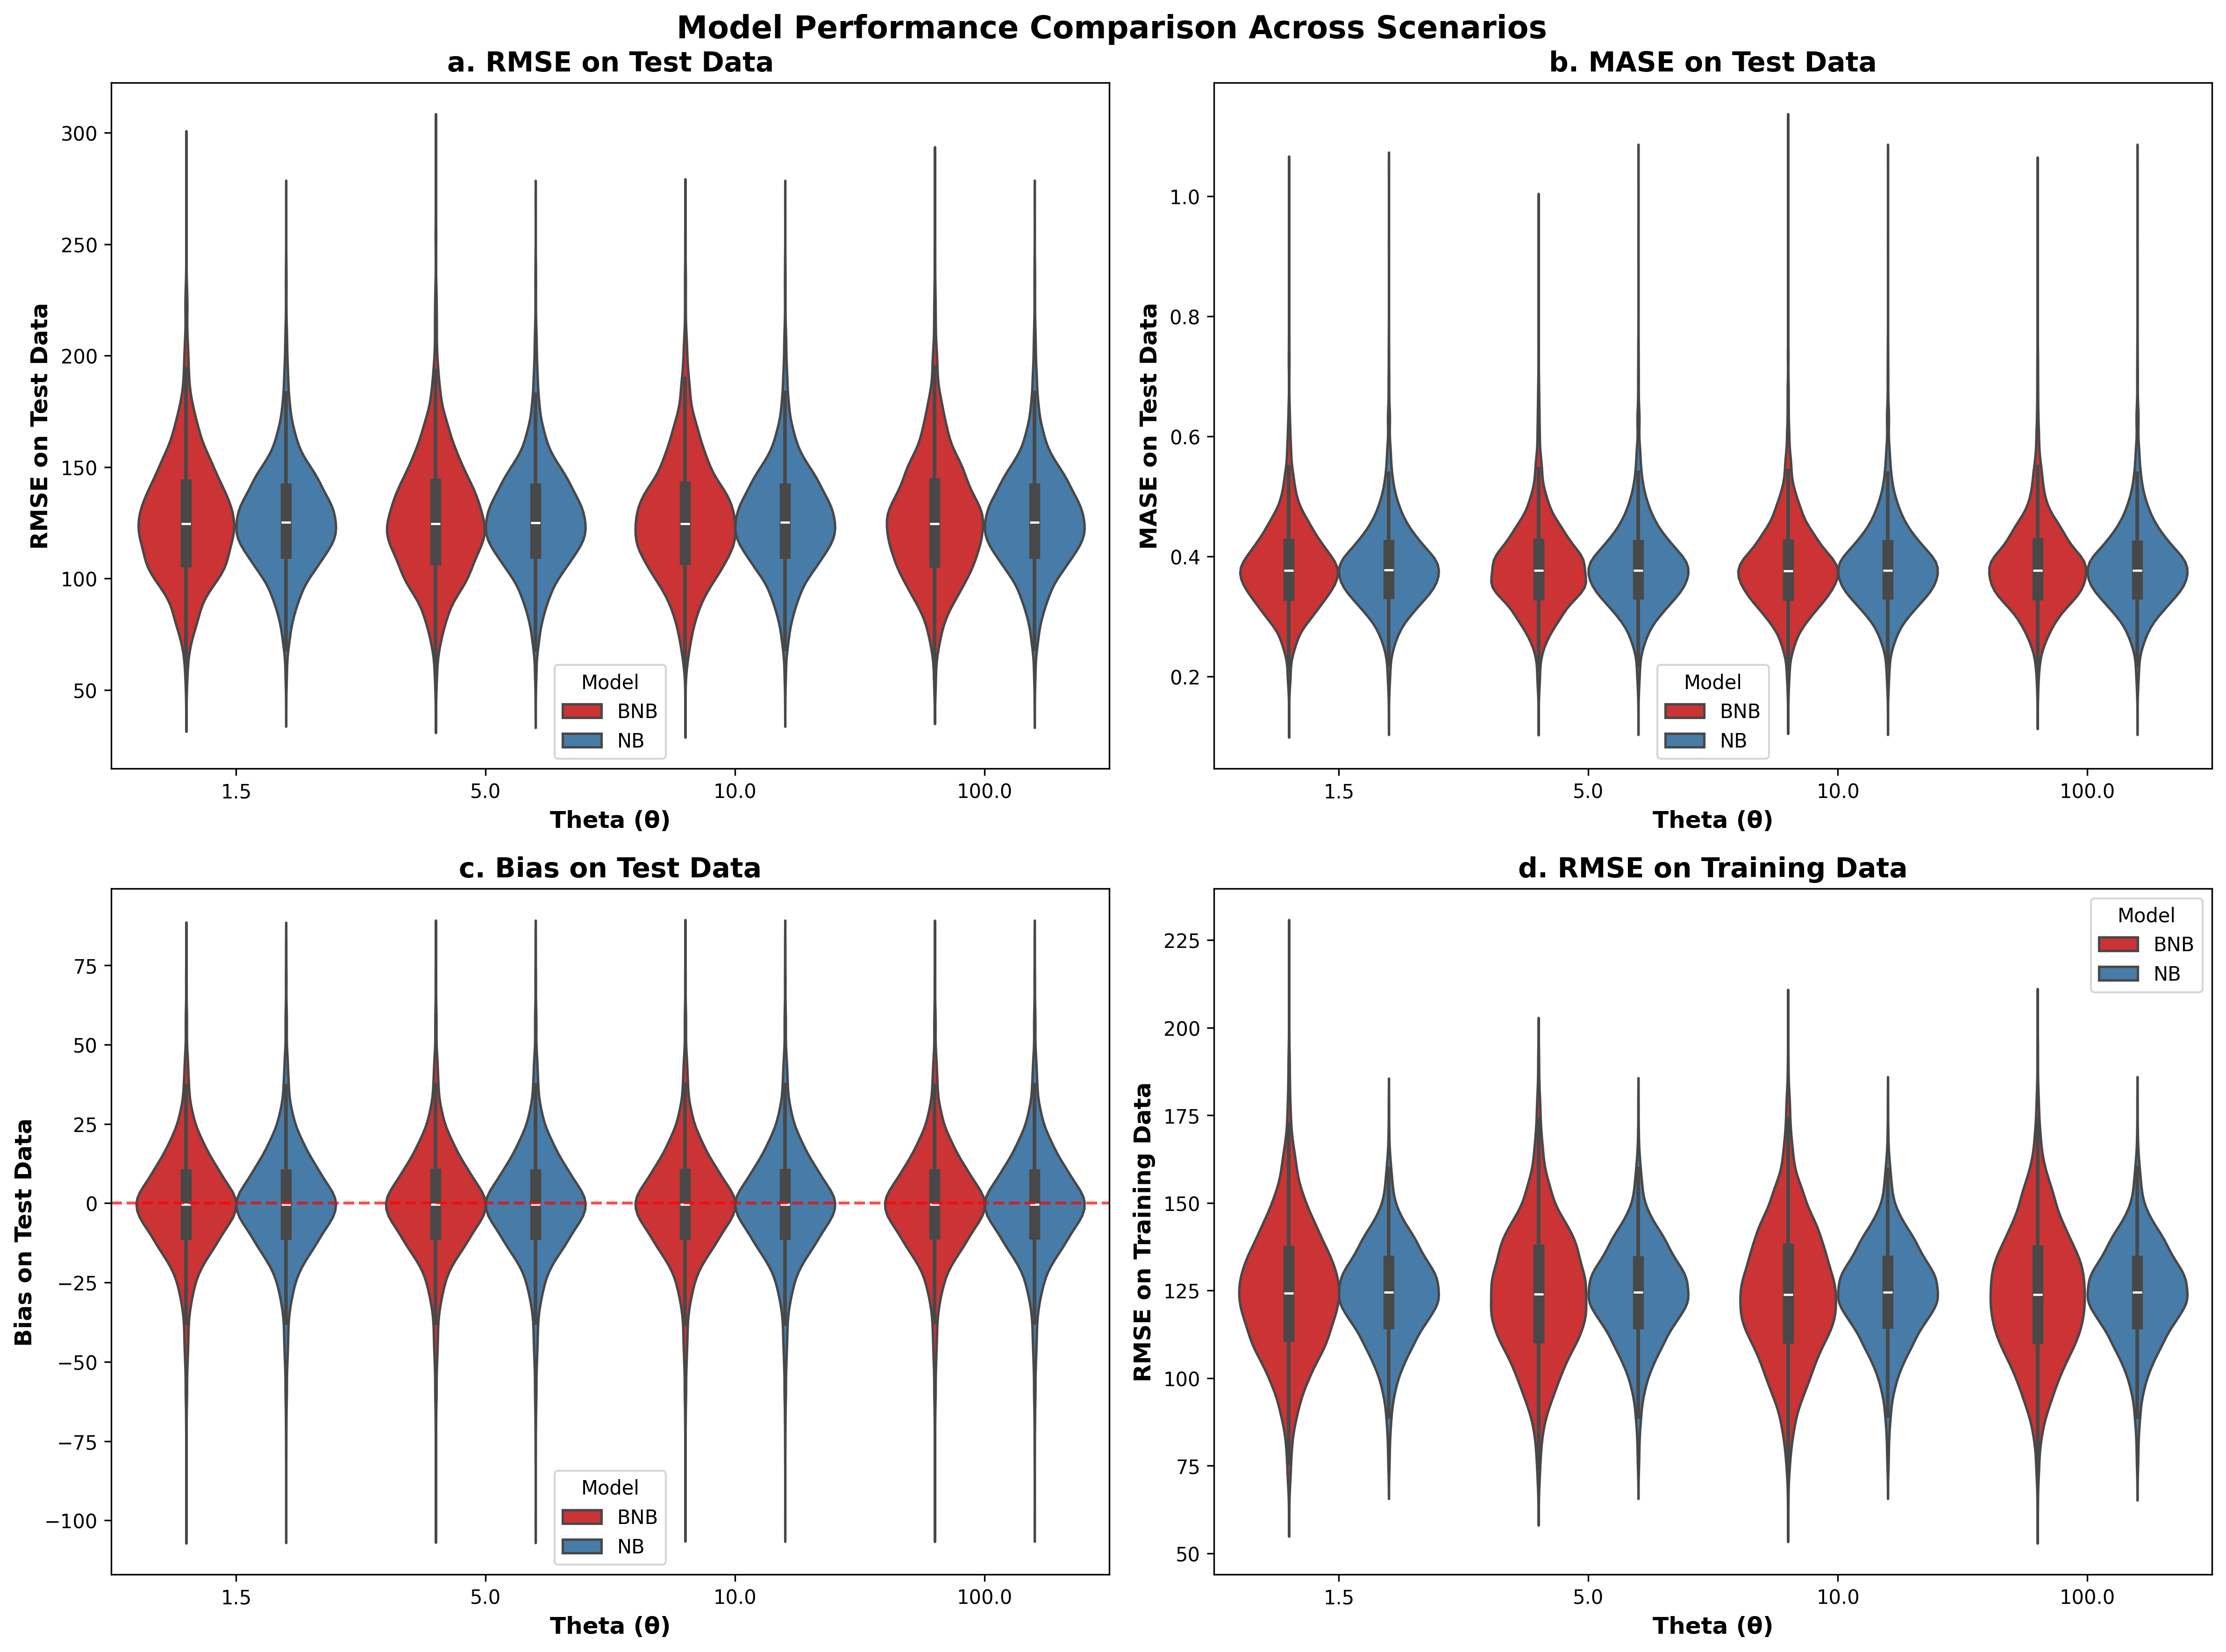 Model Performance Comparison Across Scenarios
a. RMSE on Test Data
RMSE on Test Data
300
250
200
150
100
50
Model
BNB
NB
1.5 5.0 10.0 100.0
Theta (θ)
b. MASE on Test Data
MASE on Test Data
1.0
0.8
0.6
0.4
0.2
Model
BNB
NB
1.5 5.0 10.0 100.0
Theta (θ)
c. Bias on Test Data
Bias on Test Data
75
50
25
0
−25
−50
−75
−100
Model
BNB
NB
1.5 5.0 10.0 100.0
Theta (θ)
d. RMSE on Training Data
RMSE on Training Data
225
200
175
150
125
100
75
50
Model
BNB
NB
1.5 5.0 10.0 100.0
Theta (θ)